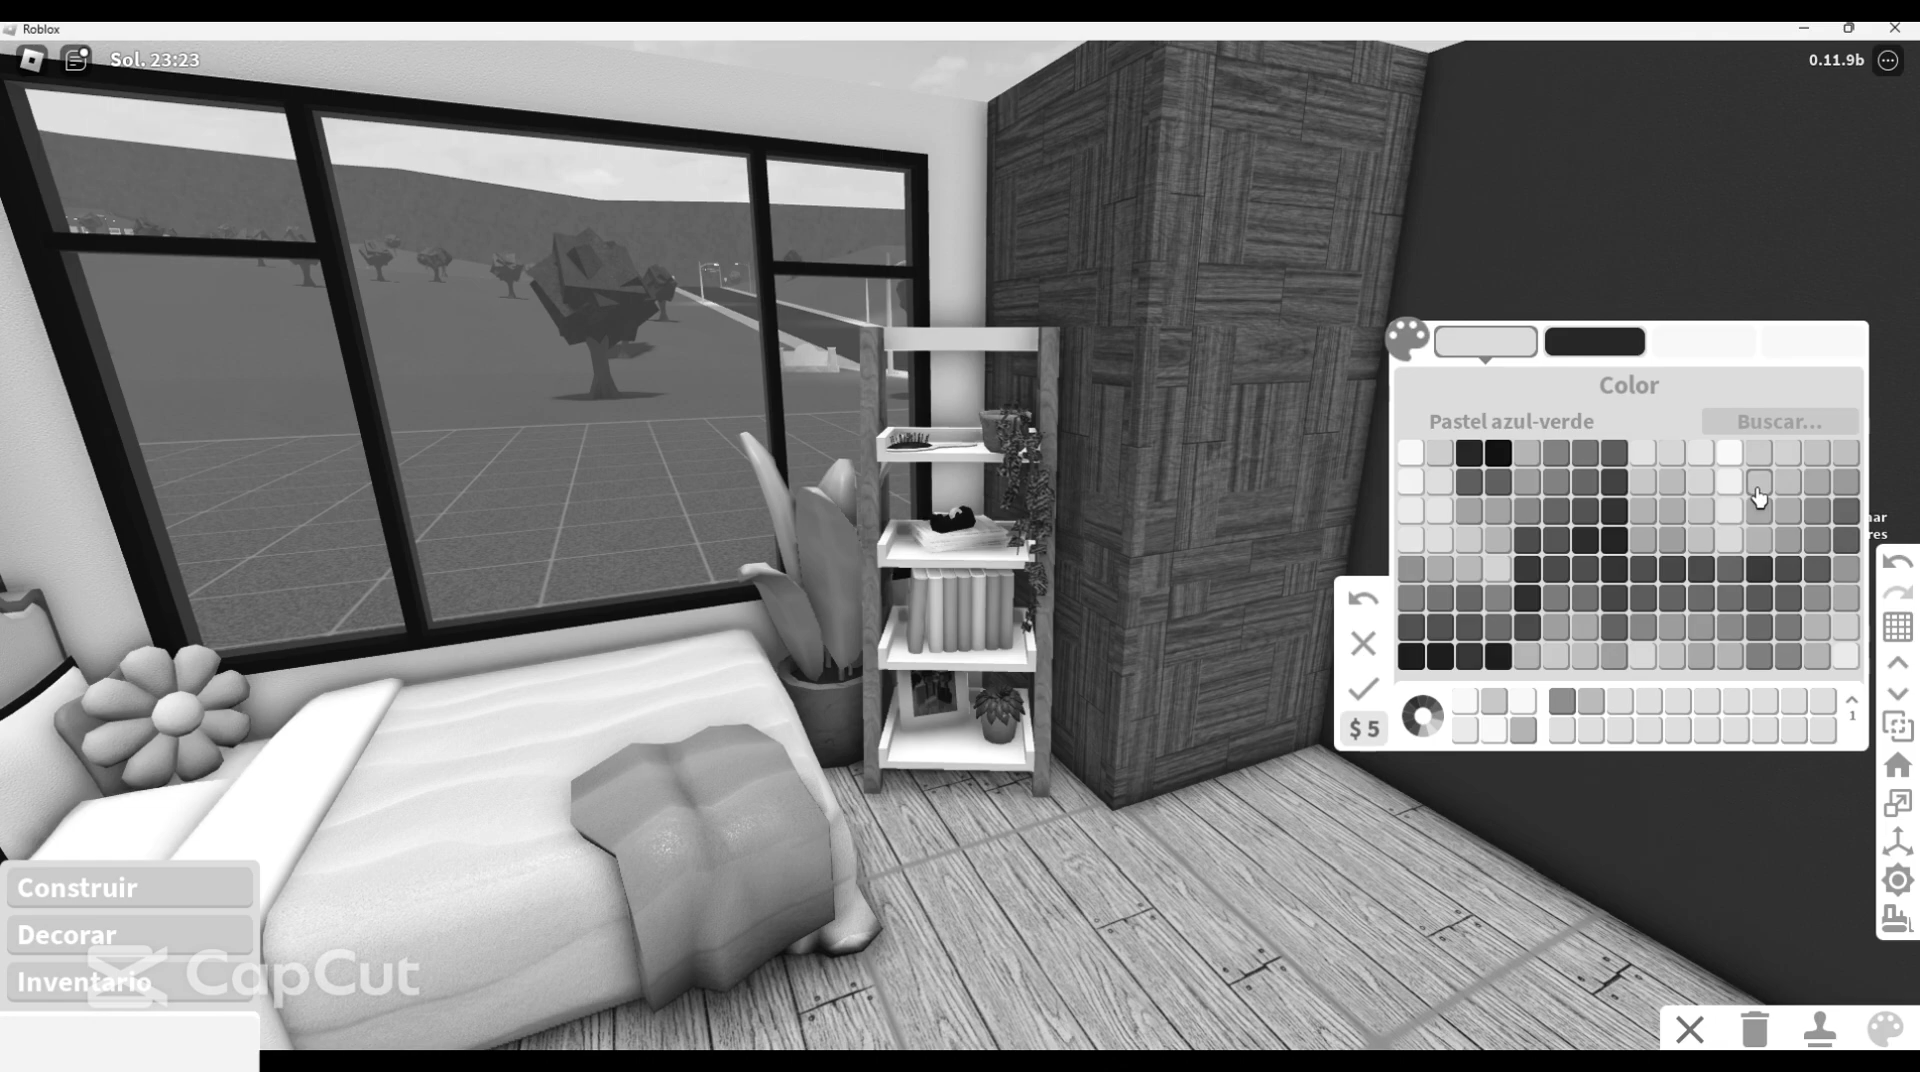 Roblox
Sol. 23:23
0.11.9b
Color
Pastel azul-verde
Buscar...
$ 5
1
Construir
Decorar
Inventario
CapCut